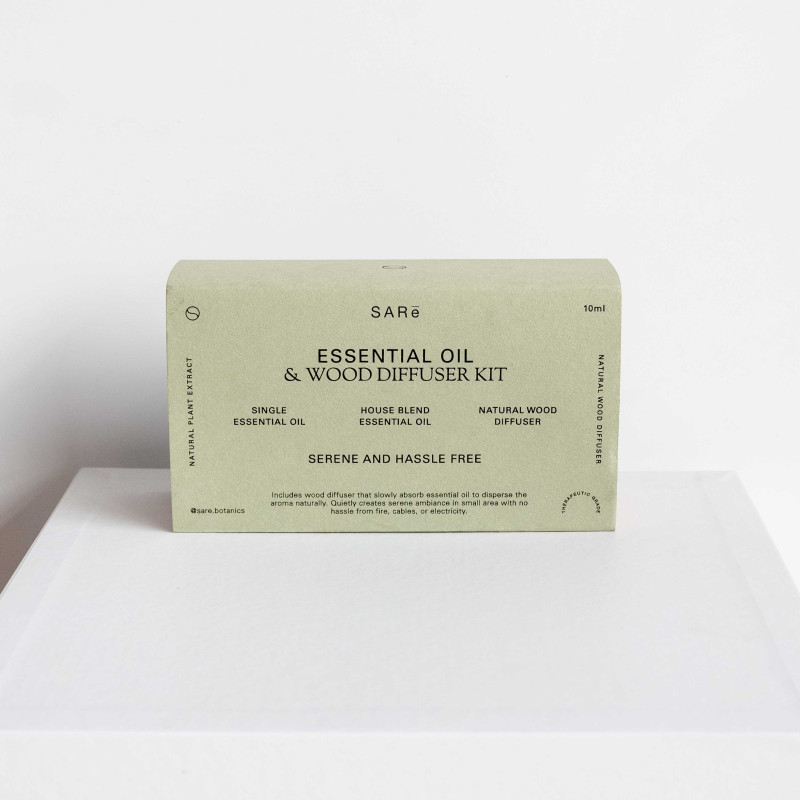 SARē
10ml
ESSENTIAL OIL
& WOOD DIFFUSER KIT
NATURAL PLANT EXTRACT
NATURAL WOOD DIFFUSER
SINGLE
ESSENTIAL OIL
HOUSE BLEND
ESSENTIAL OIL
NATURAL WOOD
DIFFUSER
SERENE AND HASSLE FREE
Includes wood diffuser that slowly absorb essential oil to disperse the
aroma naturally. Quietly creates serene ambiance in small area with no
hassle from fire, cables, or electricity.
@sare.botanics
THERAPEUTIC GRADE